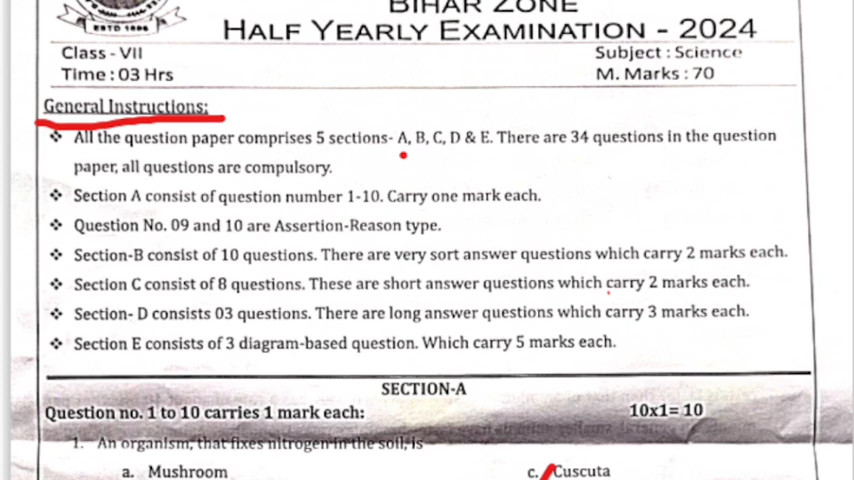 ESTD 1886
BIHAR ZONE
HALF YEARLY EXAMINATION - 2024
Class - VII
Subject : Science
Time : 03 Hrs
M. Marks : 70
General Instructions:
❖ All the question paper comprises 5 sections- A, B, C, D & E. There are 34 questions in the question
paper, all questions are compulsory.
❖ Section A consist of question number 1-10. Carry one mark each.
❖ Question No. 09 and 10 are Assertion-Reason type.
❖ Section-B consist of 10 questions. There are very sort answer questions which carry 2 marks each.
❖ Section C consist of 8 questions. These are short answer questions which carry 2 marks each.
❖ Section- D consists 03 questions. There are long answer questions which carry 3 marks each.
❖ Section E consists of 3 diagram-based question. Which carry 5 marks each.
SECTION-A
Question no. 1 to 10 carries 1 mark each:
10x1= 10
1. An organism, that fixes nitrogen in the soil, is
a. Mushroom
c. Cuscuta